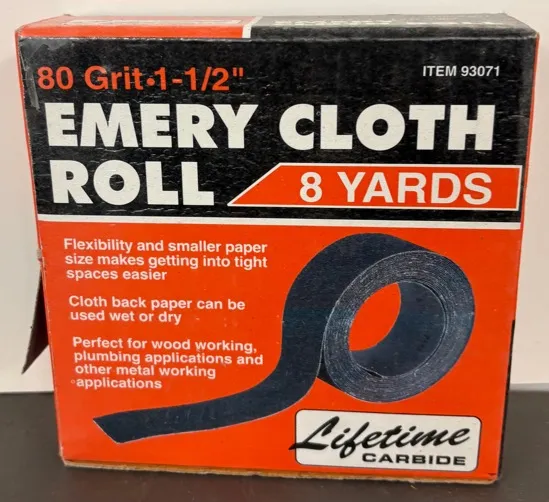 80 Grit•1-1/2"
ITEM 93071
EMERY CLOTH
ROLL
8 YARDS
Flexibility and smaller paper
size makes getting into tight
spaces easier
Cloth back paper can be
used wet or dry
Perfect for wood working,
plumbing applications and
other metal working
applications
Lifetime
CARBIDE